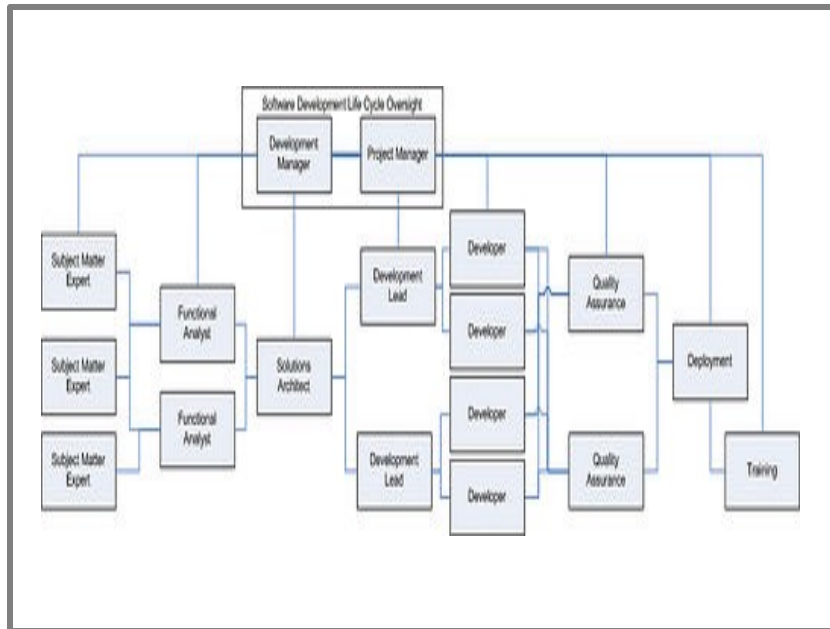 Software Development Life Cycle Oversight
Development
Manager
Project Manager
Subject Matter
Expert
Functional
Analyst
Subject Matter
Expert
Functional
Analyst
Subject Matter
Expert
Solutions
Architect
Development
Lead
Development
Lead
Developer
Developer
Developer
Developer
Quality
Assurance
Quality
Assurance
Deployment
Training